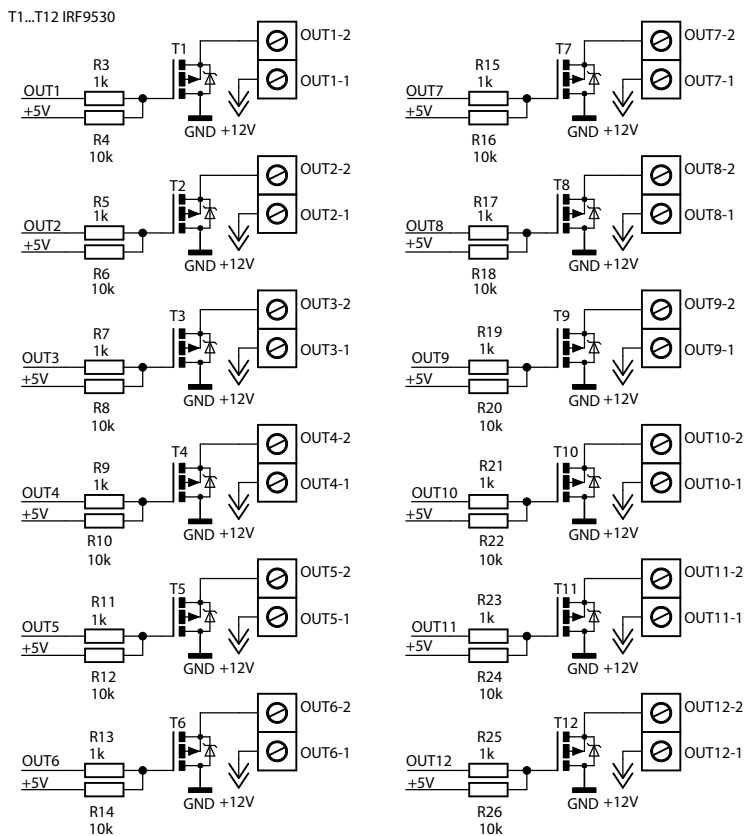 T1...T12 IRF9530
R3
1k
T1
OUT1
+5V
R4
10k
GND +12V
OUT1-2
OUT1-1
R5
1k
T2
OUT2
+5V
R6
10k
GND +12V
OUT2-2
OUT2-1
R7
1k
T3
OUT3
+5V
R8
10k
GND +12V
OUT3-2
OUT3-1
R9
1k
T4
OUT4
+5V
R10
10k
GND +12V
OUT4-2
OUT4-1
R11
1k
T5
OUT5
+5V
R12
10k
GND +12V
OUT5-2
OUT5-1
R13
1k
T6
OUT6
+5V
R14
10k
GND +12V
OUT6-2
OUT6-1
R15
1k
T7
OUT7
+5V
R16
10k
GND +12V
OUT7-2
OUT7-1
R17
1k
T8
OUT8
+5V
R18
10k
GND +12V
OUT8-2
OUT8-1
R19
1k
T9
OUT9
+5V
R20
10k
GND +12V
OUT9-2
OUT9-1
R21
1k
T10
OUT10
+5V
R22
10k
GND +12V
OUT10-2
OUT10-1
R23
1k
T11
OUT11
+5V
R24
10k
GND +12V
OUT11-2
OUT11-1
R25
1k
T12
OUT12
+5V
R26
10k
GND +12V
OUT12-2
OUT12-1